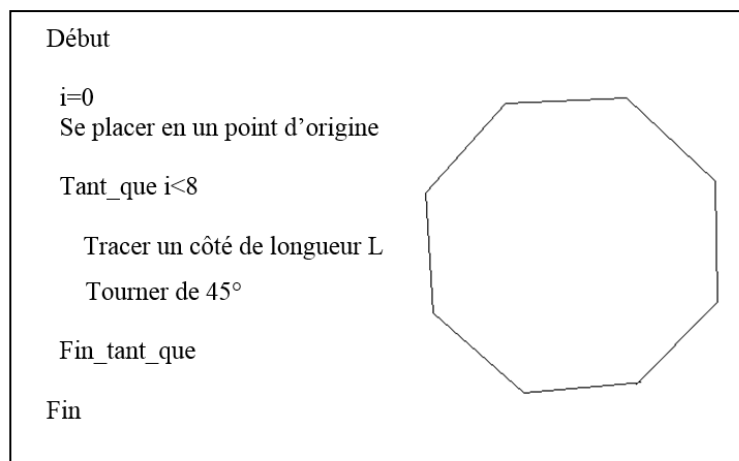 Début
i=0
Se placer en un point d’origine
Tant_que i<8
Tracer un côté de longueur L
Tourner de 45°
Fin_tant_que
Fin